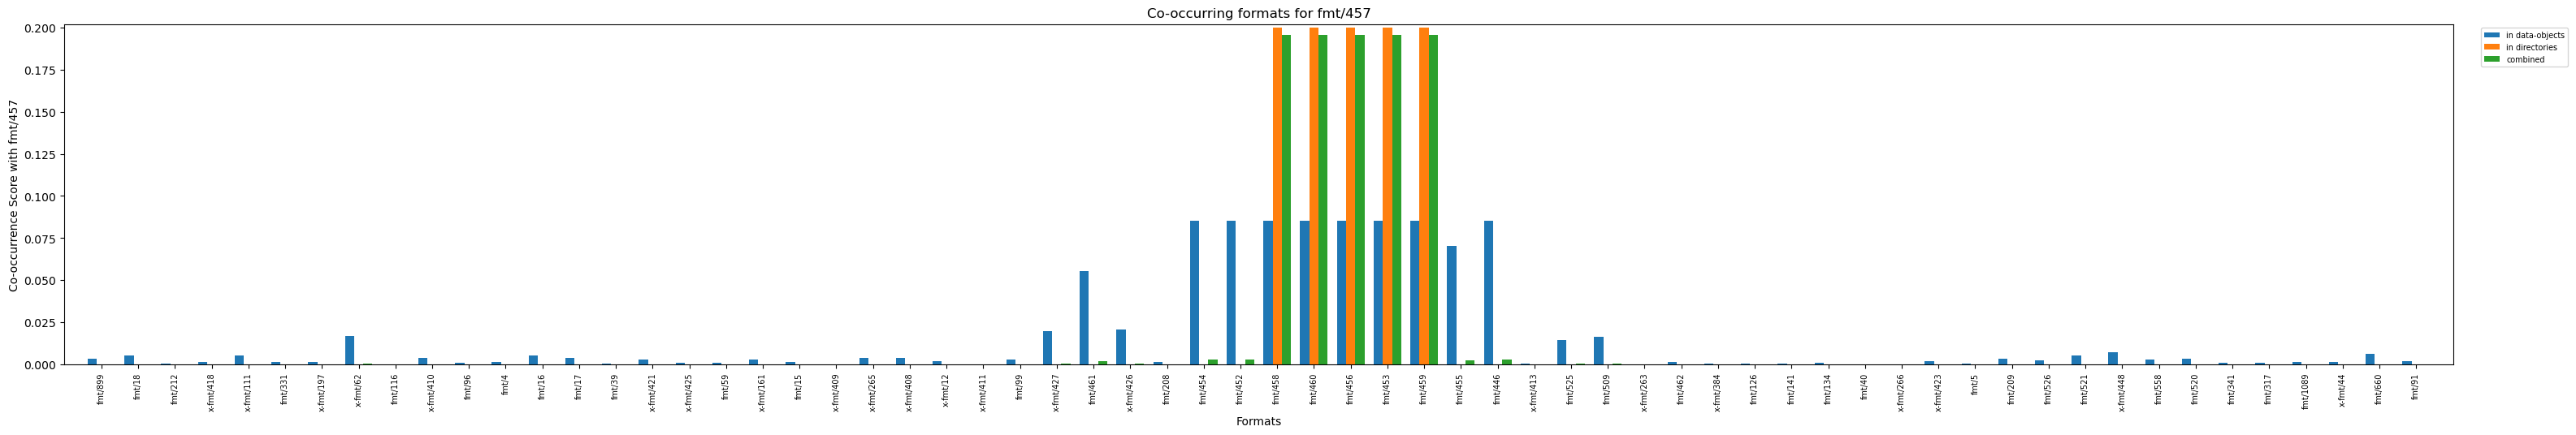 Co-occurring formats for fmt/457
in data-objects
in directories
combined
Co-occurrence Score with fmt/457
0.200
0.175
0.150
0.125
0.100
0.075
0.050
0.025
0.000
fmt/899
fmt/18
fmt/212
x-fmt/418
x-fmt/111
fmt/331
x-fmt/197
x-fmt/62
fmt/116
x-fmt/410
fmt/96
fmt/4
fmt/16
fmt/17
fmt/39
x-fmt/421
x-fmt/425
fmt/59
x-fmt/161
fmt/15
x-fmt/409
x-fmt/265
x-fmt/408
x-fmt/12
x-fmt/411
fmt/99
x-fmt/427
fmt/461
x-fmt/426
fmt/208
fmt/454
fmt/452
fmt/458
fmt/460
fmt/456
fmt/453
fmt/459
fmt/455
fmt/446
x-fmt/413
fmt/525
fmt/509
x-fmt/263
fmt/462
x-fmt/384
fmt/126
fmt/141
fmt/134
fmt/40
x-fmt/266
x-fmt/423
fmt/5
fmt/209
fmt/526
fmt/521
x-fmt/448
fmt/558
fmt/520
fmt/341
fmt/317
fmt/1089
x-fmt/44
fmt/660
fmt/91
Formats